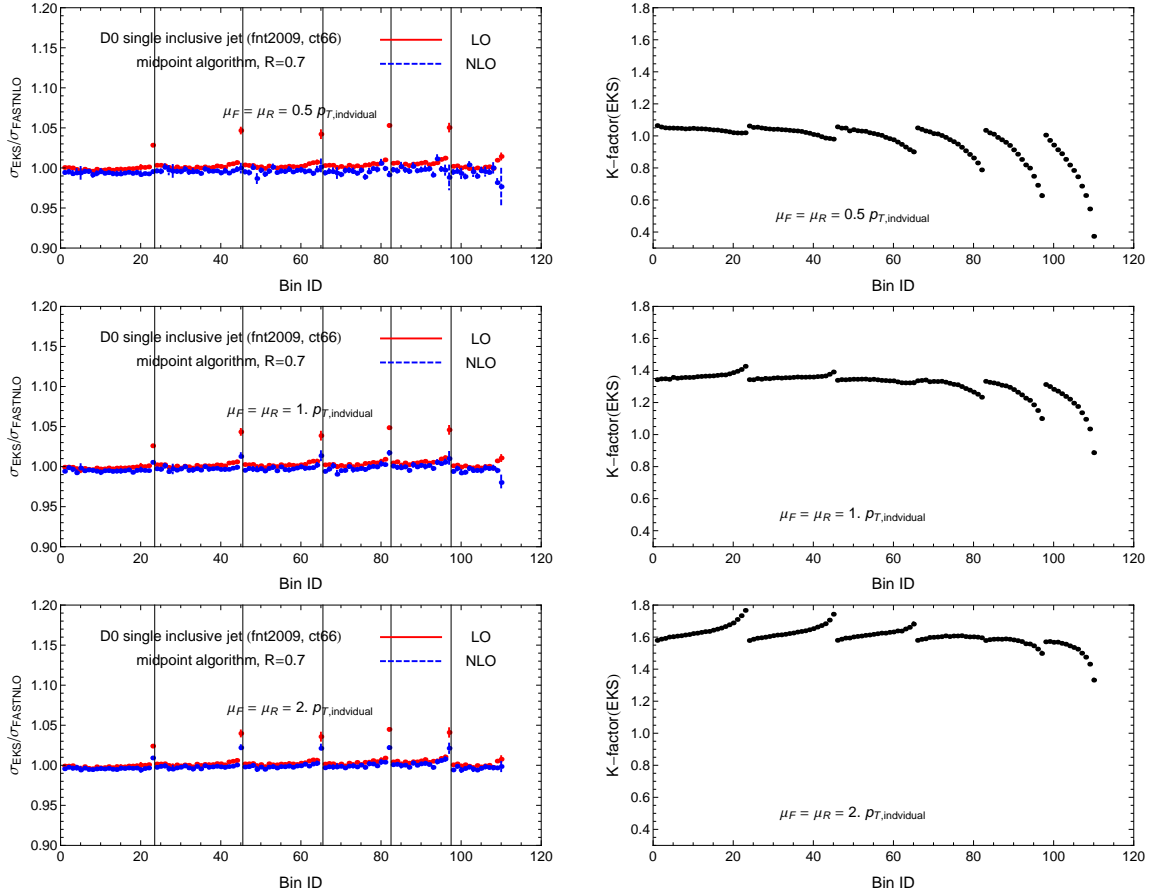 1.20
1.15
1.10
1.05
1.00
0.95
0.90
σEKS/σFASTNLO
D0 single inclusive jet (fnt2009, ct66)
midpoint algorithm, R=0.7
LO
NLO
μF = μR = 0.5 pT,indvidual
0 20 40 60 80 100 120
Bin ID
1.8
1.6
1.4
1.2
1.0
0.8
0.6
0.4
K-factor(EKS)
μF = μR = 0.5 pT,indvidual
0 20 40 60 80 100 120
Bin ID
1.20
1.15
1.10
1.05
1.00
0.95
0.90
σEKS/σFASTNLO
D0 single inclusive jet (fnt2009, ct66)
midpoint algorithm, R=0.7
LO
NLO
μF = μR = 1. pT,indvidual
0 20 40 60 80 100 120
Bin ID
1.8
1.6
1.4
1.2
1.0
0.8
0.6
0.4
K-factor(EKS)
μF = μR = 1. pT,indvidual
0 20 40 60 80 100 120
Bin ID
1.20
1.15
1.10
1.05
1.00
0.95
0.90
σEKS/σFASTNLO
D0 single inclusive jet (fnt2009, ct66)
midpoint algorithm, R=0.7
LO
NLO
μF = μR = 2. pT,indvidual
0 20 40 60 80 100 120
Bin ID
1.8
1.6
1.4
1.2
1.0
0.8
0.6
0.4
K-factor(EKS)
μF = μR = 2. pT,indvidual
0 20 40 60 80 100 120
Bin ID